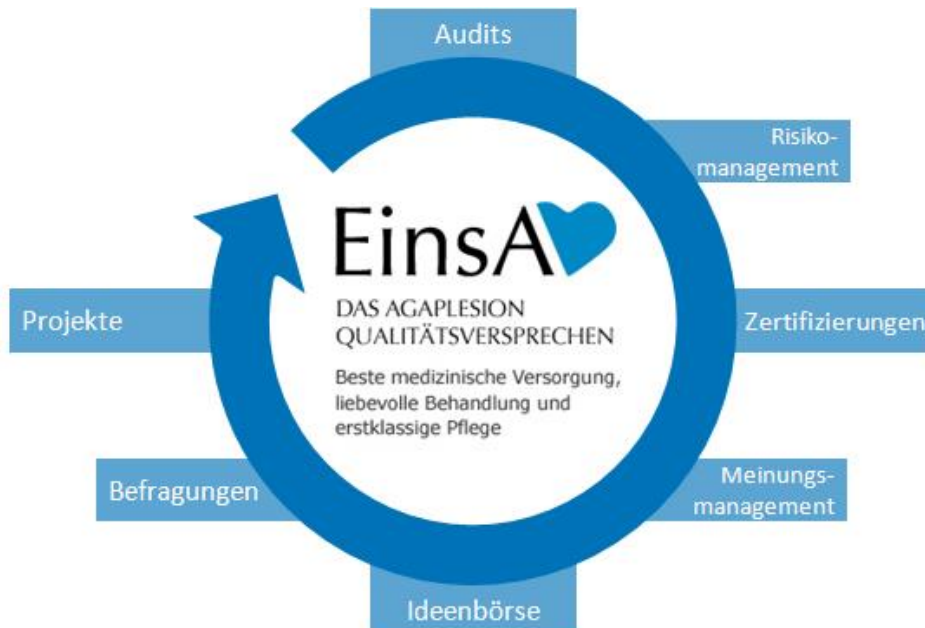 Audits
Risiko-
management
EinsA
DAS AGAPLESION
QUALITÄTSVERSPRECHEN
Projekte
Zertifizierungen
Beste medizinische Versorgung,
liebevolle Behandlung und
erstklassige Pflege
Befragungen
Meinungs-
management
Ideenbörse